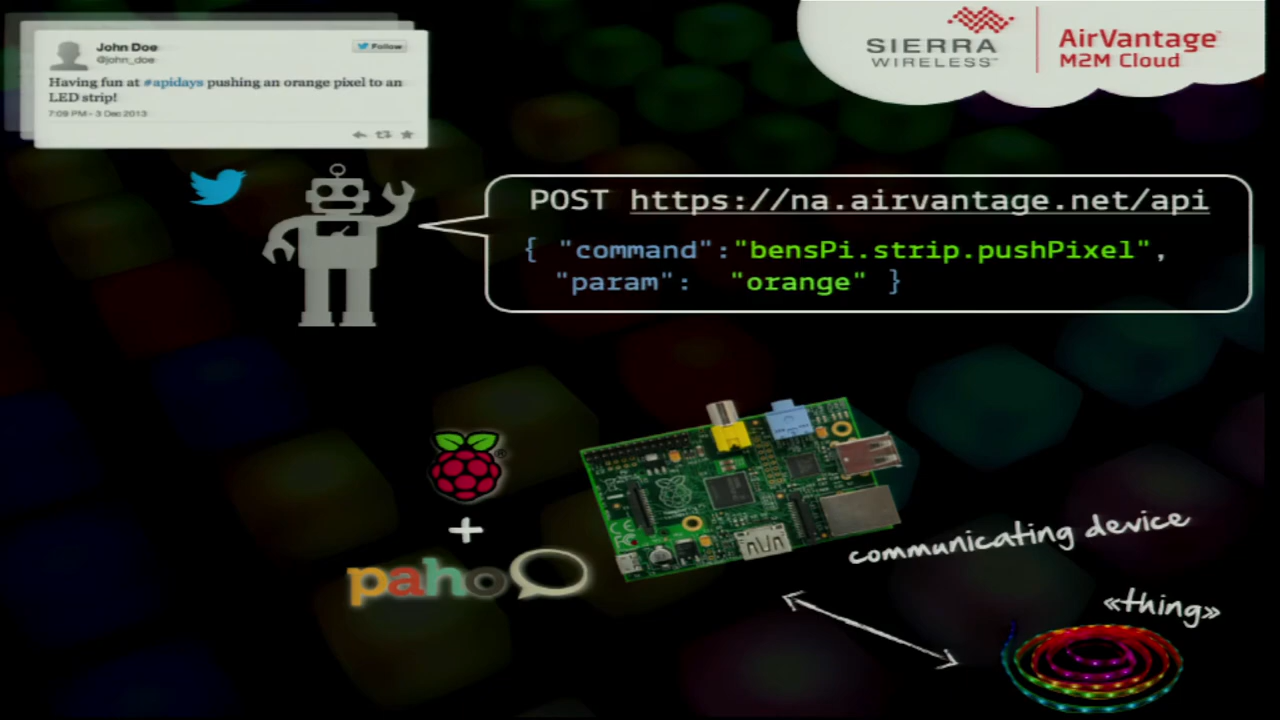 John Doe
@john_doe
Follow
Having fun at #apidays pushing an orange pixel to an
LED strip!
7:09 PM - 3 Dec 2013
SIERRA
WIRELESS™
AirVantage™
M2M Cloud
POST https://na.airvantage.net/api
{ "command":"bensPi.strip.pushPixel",
"param": "orange" }
+
paho
communicating device
«thing»